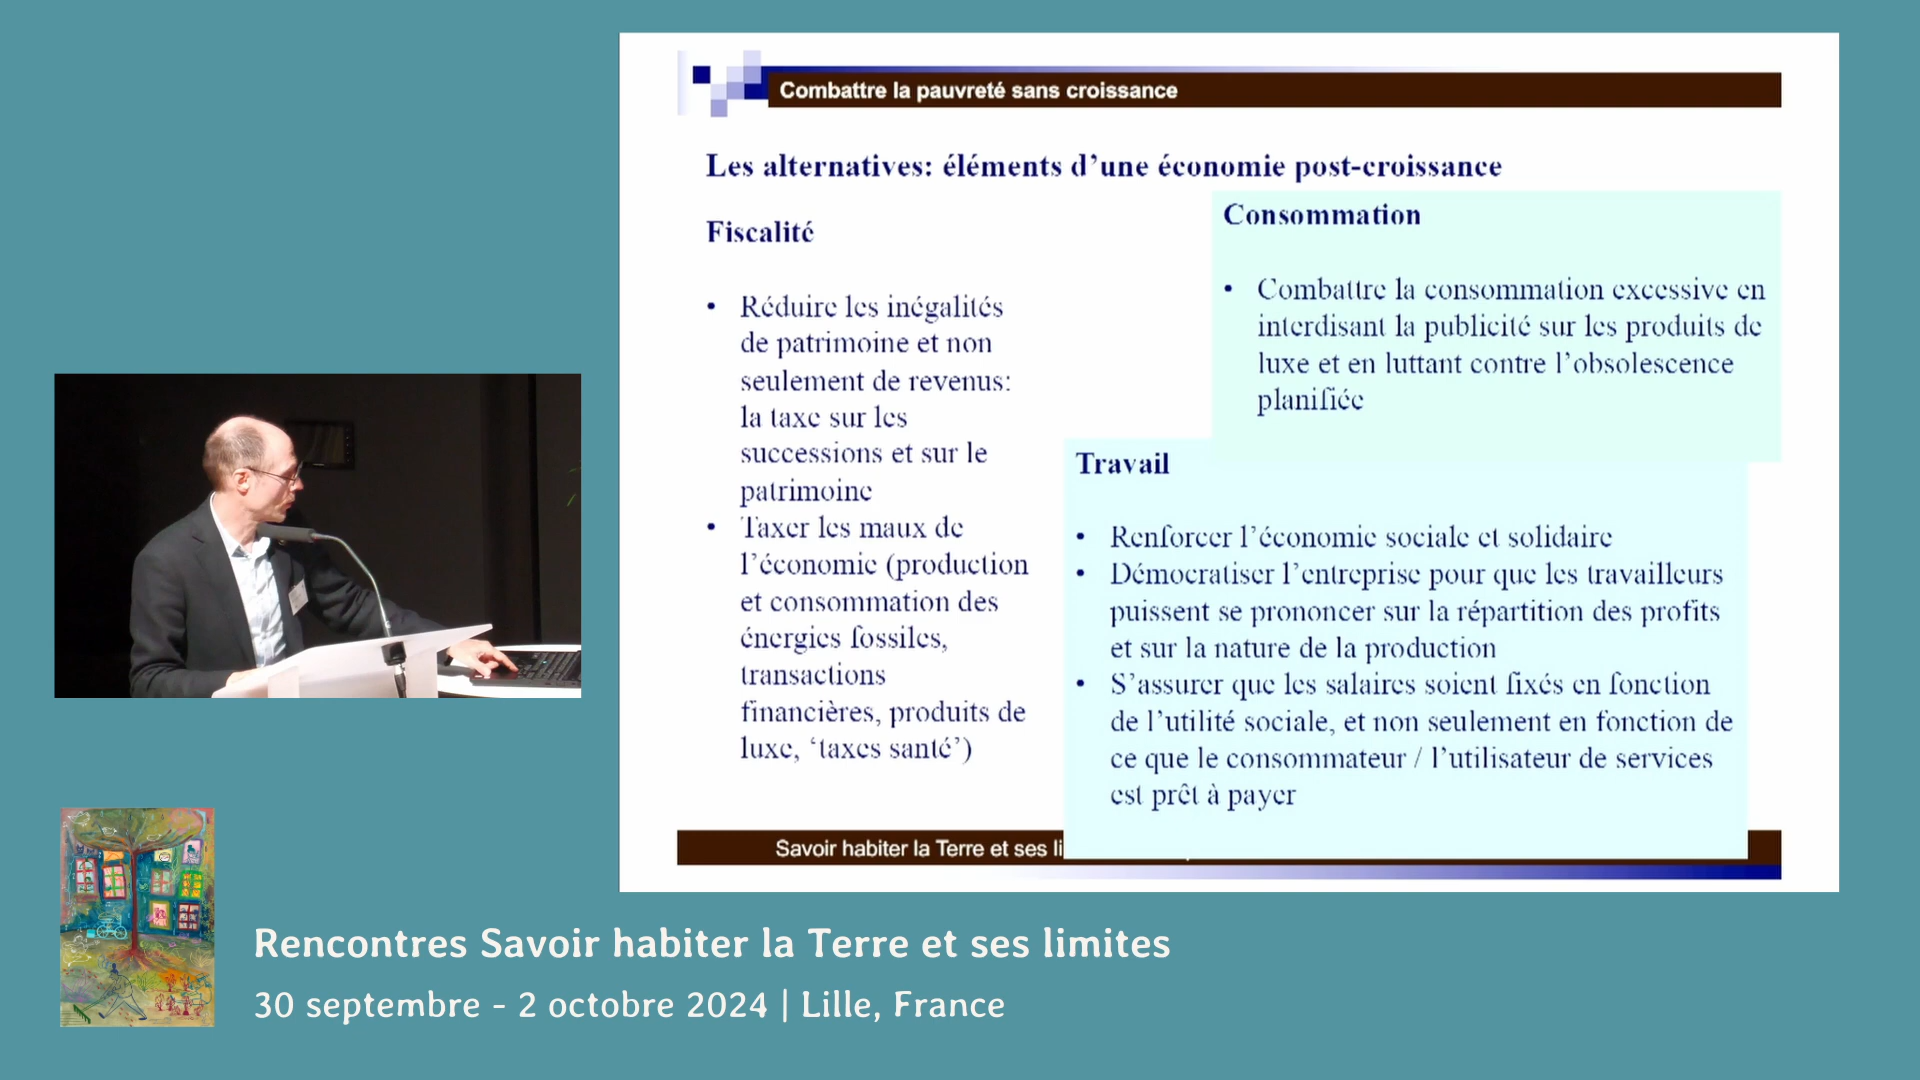 Combattre la pauvreté sans croissance
Les alternatives: éléments d’une économie post-croissance
Fiscalité
• Réduire les inégalités
de patrimoine et non
seulement de revenus:
la taxe sur les
successions et sur le
patrimoine
• Taxer les maux de
l’économie (production
et consommation des
énergies fossiles,
transactions
financières, produits de
luxe, ‘taxes santé’)
Consommation
• Combattre la consommation excessive en
interdisant la publicité sur les produits de
luxe et en luttant contre l’obsolescence
planifiée
Travail
• Renforcer l’économie sociale et solidaire
• Démocratiser l’entreprise pour que les travailleurs
puissent se prononcer sur la répartition des profits
et sur la nature de la production
• S’assurer que les salaires soient fixés en fonction
de l’utilité sociale, et non seulement en fonction de
ce que le consommateur / l’utilisateur de services
est prêt à payer
Savoir habiter la Terre et ses li
Rencontres Savoir habiter la Terre et ses limites
30 septembre - 2 octobre 2024 | Lille, France